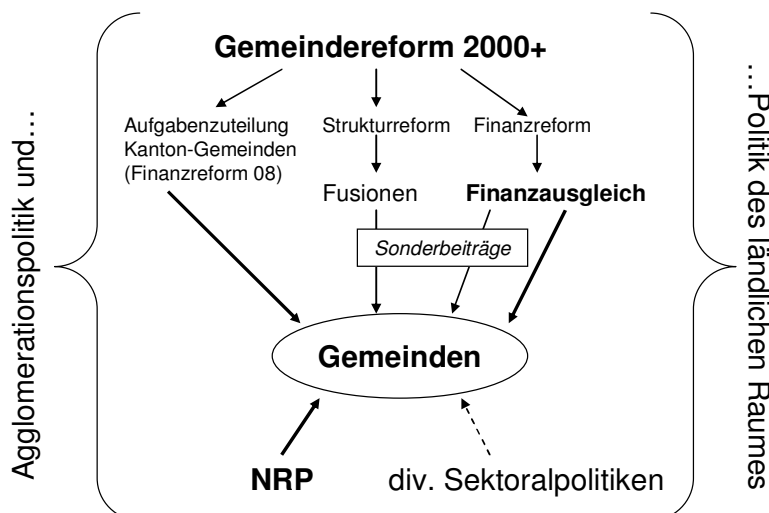 Gemeindereform 2000+
Agglomerationspolitik und…
…Politik des ländlichen Raumes
Aufgabenzuteilung
Kanton-Gemeinden
(Finanzreform 08)
Strukturreform
Finanzreform
Fusionen
Finanzausgleich
Sonderbeiträge
Gemeinden
NRP
div. Sektoralpolitiken